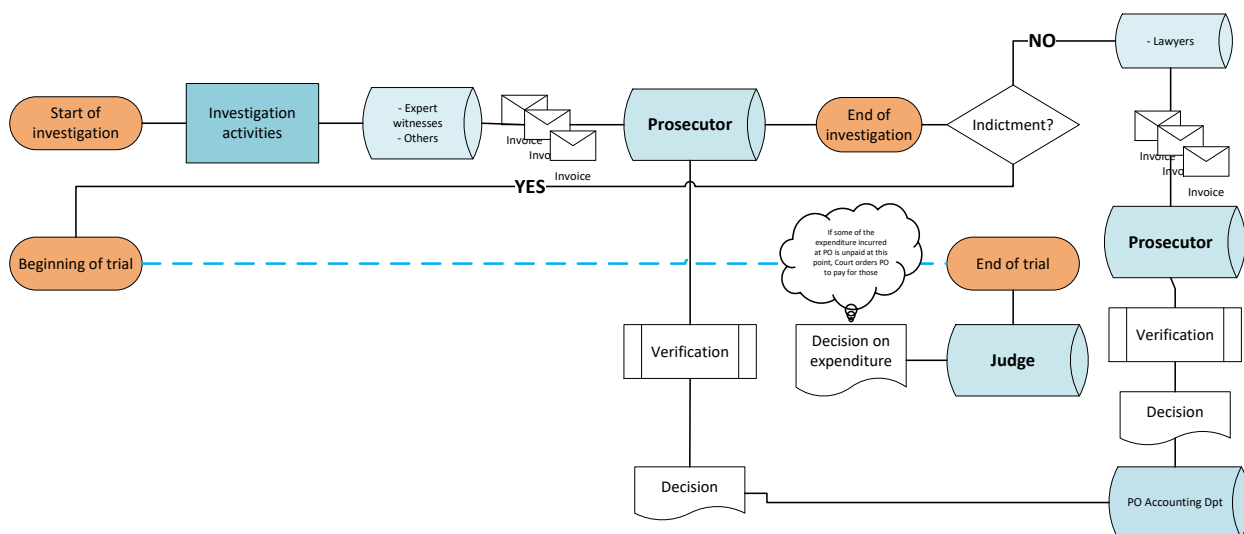 NO
- Lawyers
Start of
investigation
Investigation
activities
- Expert
witnesses
- Others
Invoice
Invoice
Invoice
Prosecutor
End of
investigation
Indictment?
Invoice
Invoice
Invoice
YES
Beginning of trial
If some of the
expenditure incurred
at PO is unpaid at this
point, Court orders PO
to pay for those
End of trial
Prosecutor
Verification
Decision on
expenditure
Judge
Verification
Decision
Decision
PO Accounting Dpt